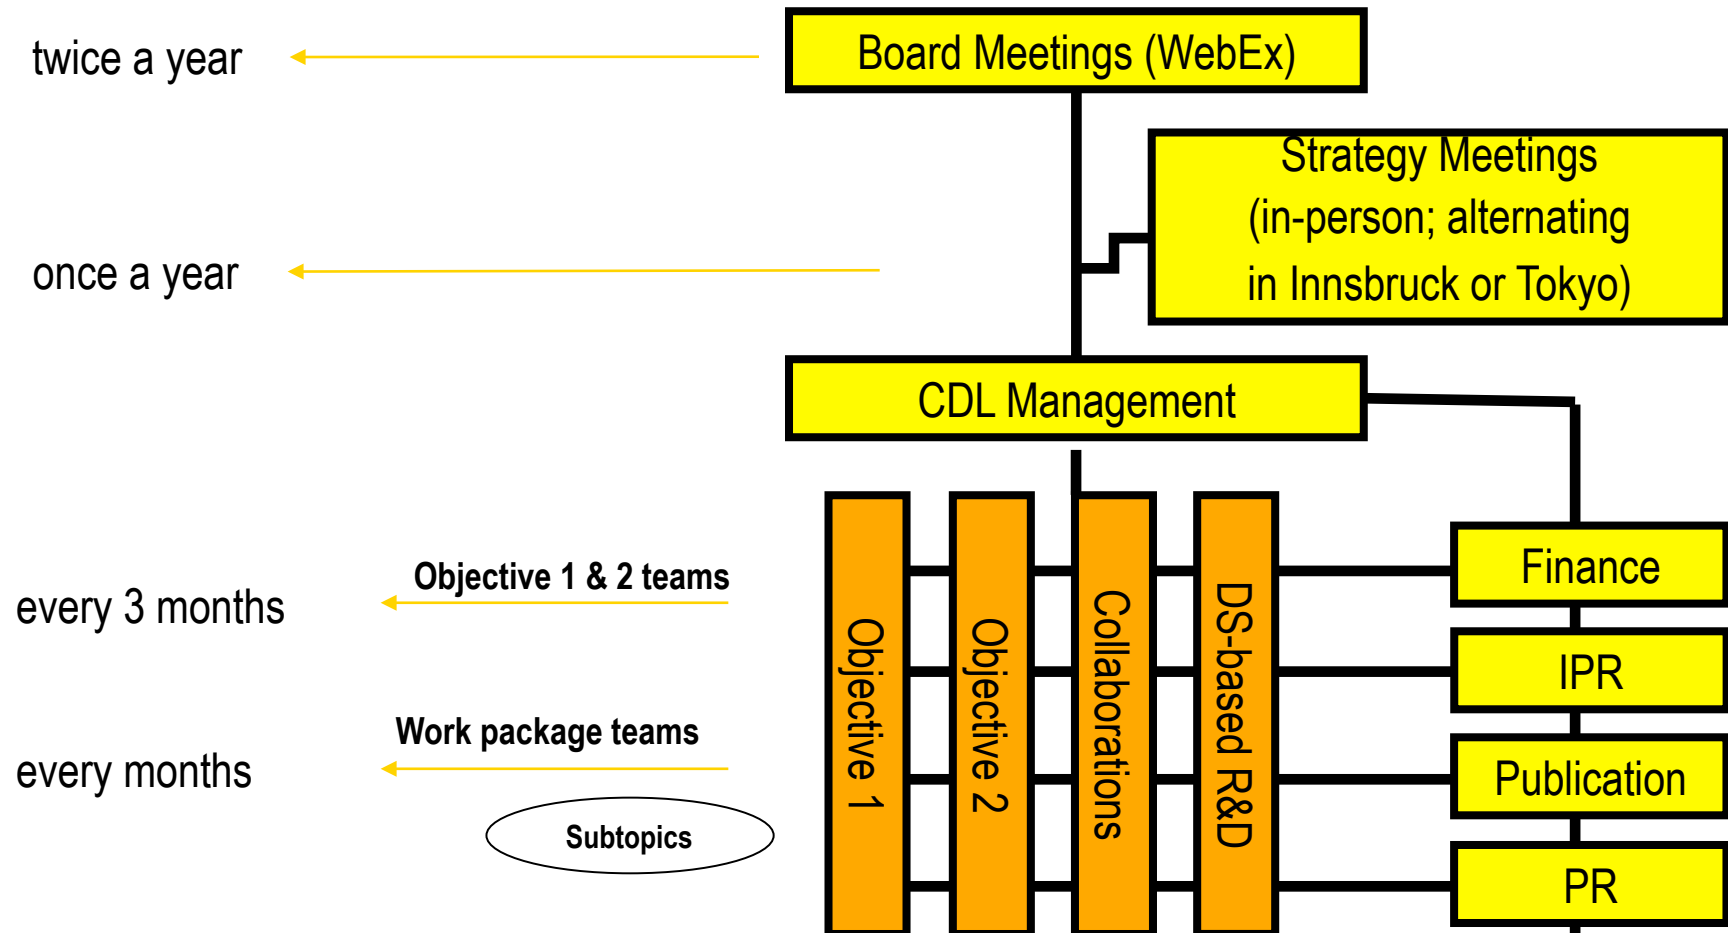 twice a year
Board Meetings (WebEx)
Strategy Meetings
(in-person; alternating
in Innsbruck or Tokyo)
once a year
CDL Management
Objective 1 & 2 teams
every 3 months
Work package teams
every months
Subtopics
Objective 1
Objective 2
Collaborations
DS-based R&D
Finance
IPR
Publication
PR